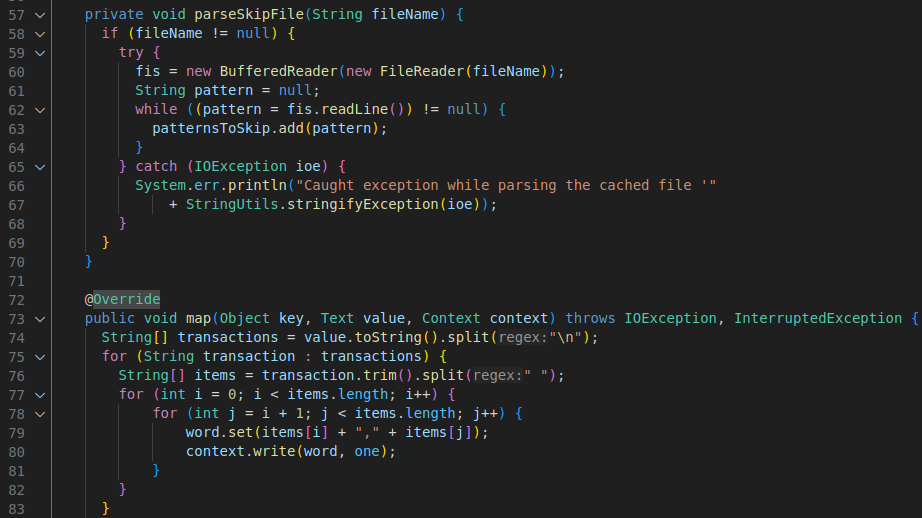 57 private void parseSkipFile(String fileName) {
58 if (fileName != null) {
59 try {
60 fis = new BufferedReader(new FileReader(fileName));
61 String pattern = null;
62 while ((pattern = fis.readLine()) != null) {
63 patternsToSkip.add(pattern);
64 }
65 } catch (IOException ioe) {
66 System.err.println("Caught exception while parsing the cached file '"
67 + StringUtils.stringifyException(ioe));
68 }
69 }
70 }
71
72 @Override
73 public void map(Object key, Text value, Context context) throws IOException, InterruptedException {
74 String[] transactions = value.toString().split(regex:"\n");
75 for (String transaction : transactions) {
76 String[] items = transaction.trim().split(regex:" ");
77 for (int i = 0; i < items.length; i++) {
78 for (int j = i + 1; j < items.length; j++) {
79 word.set(items[i] + "," + items[j]);
80 context.write(word, one);
81 }
82 }
83 }